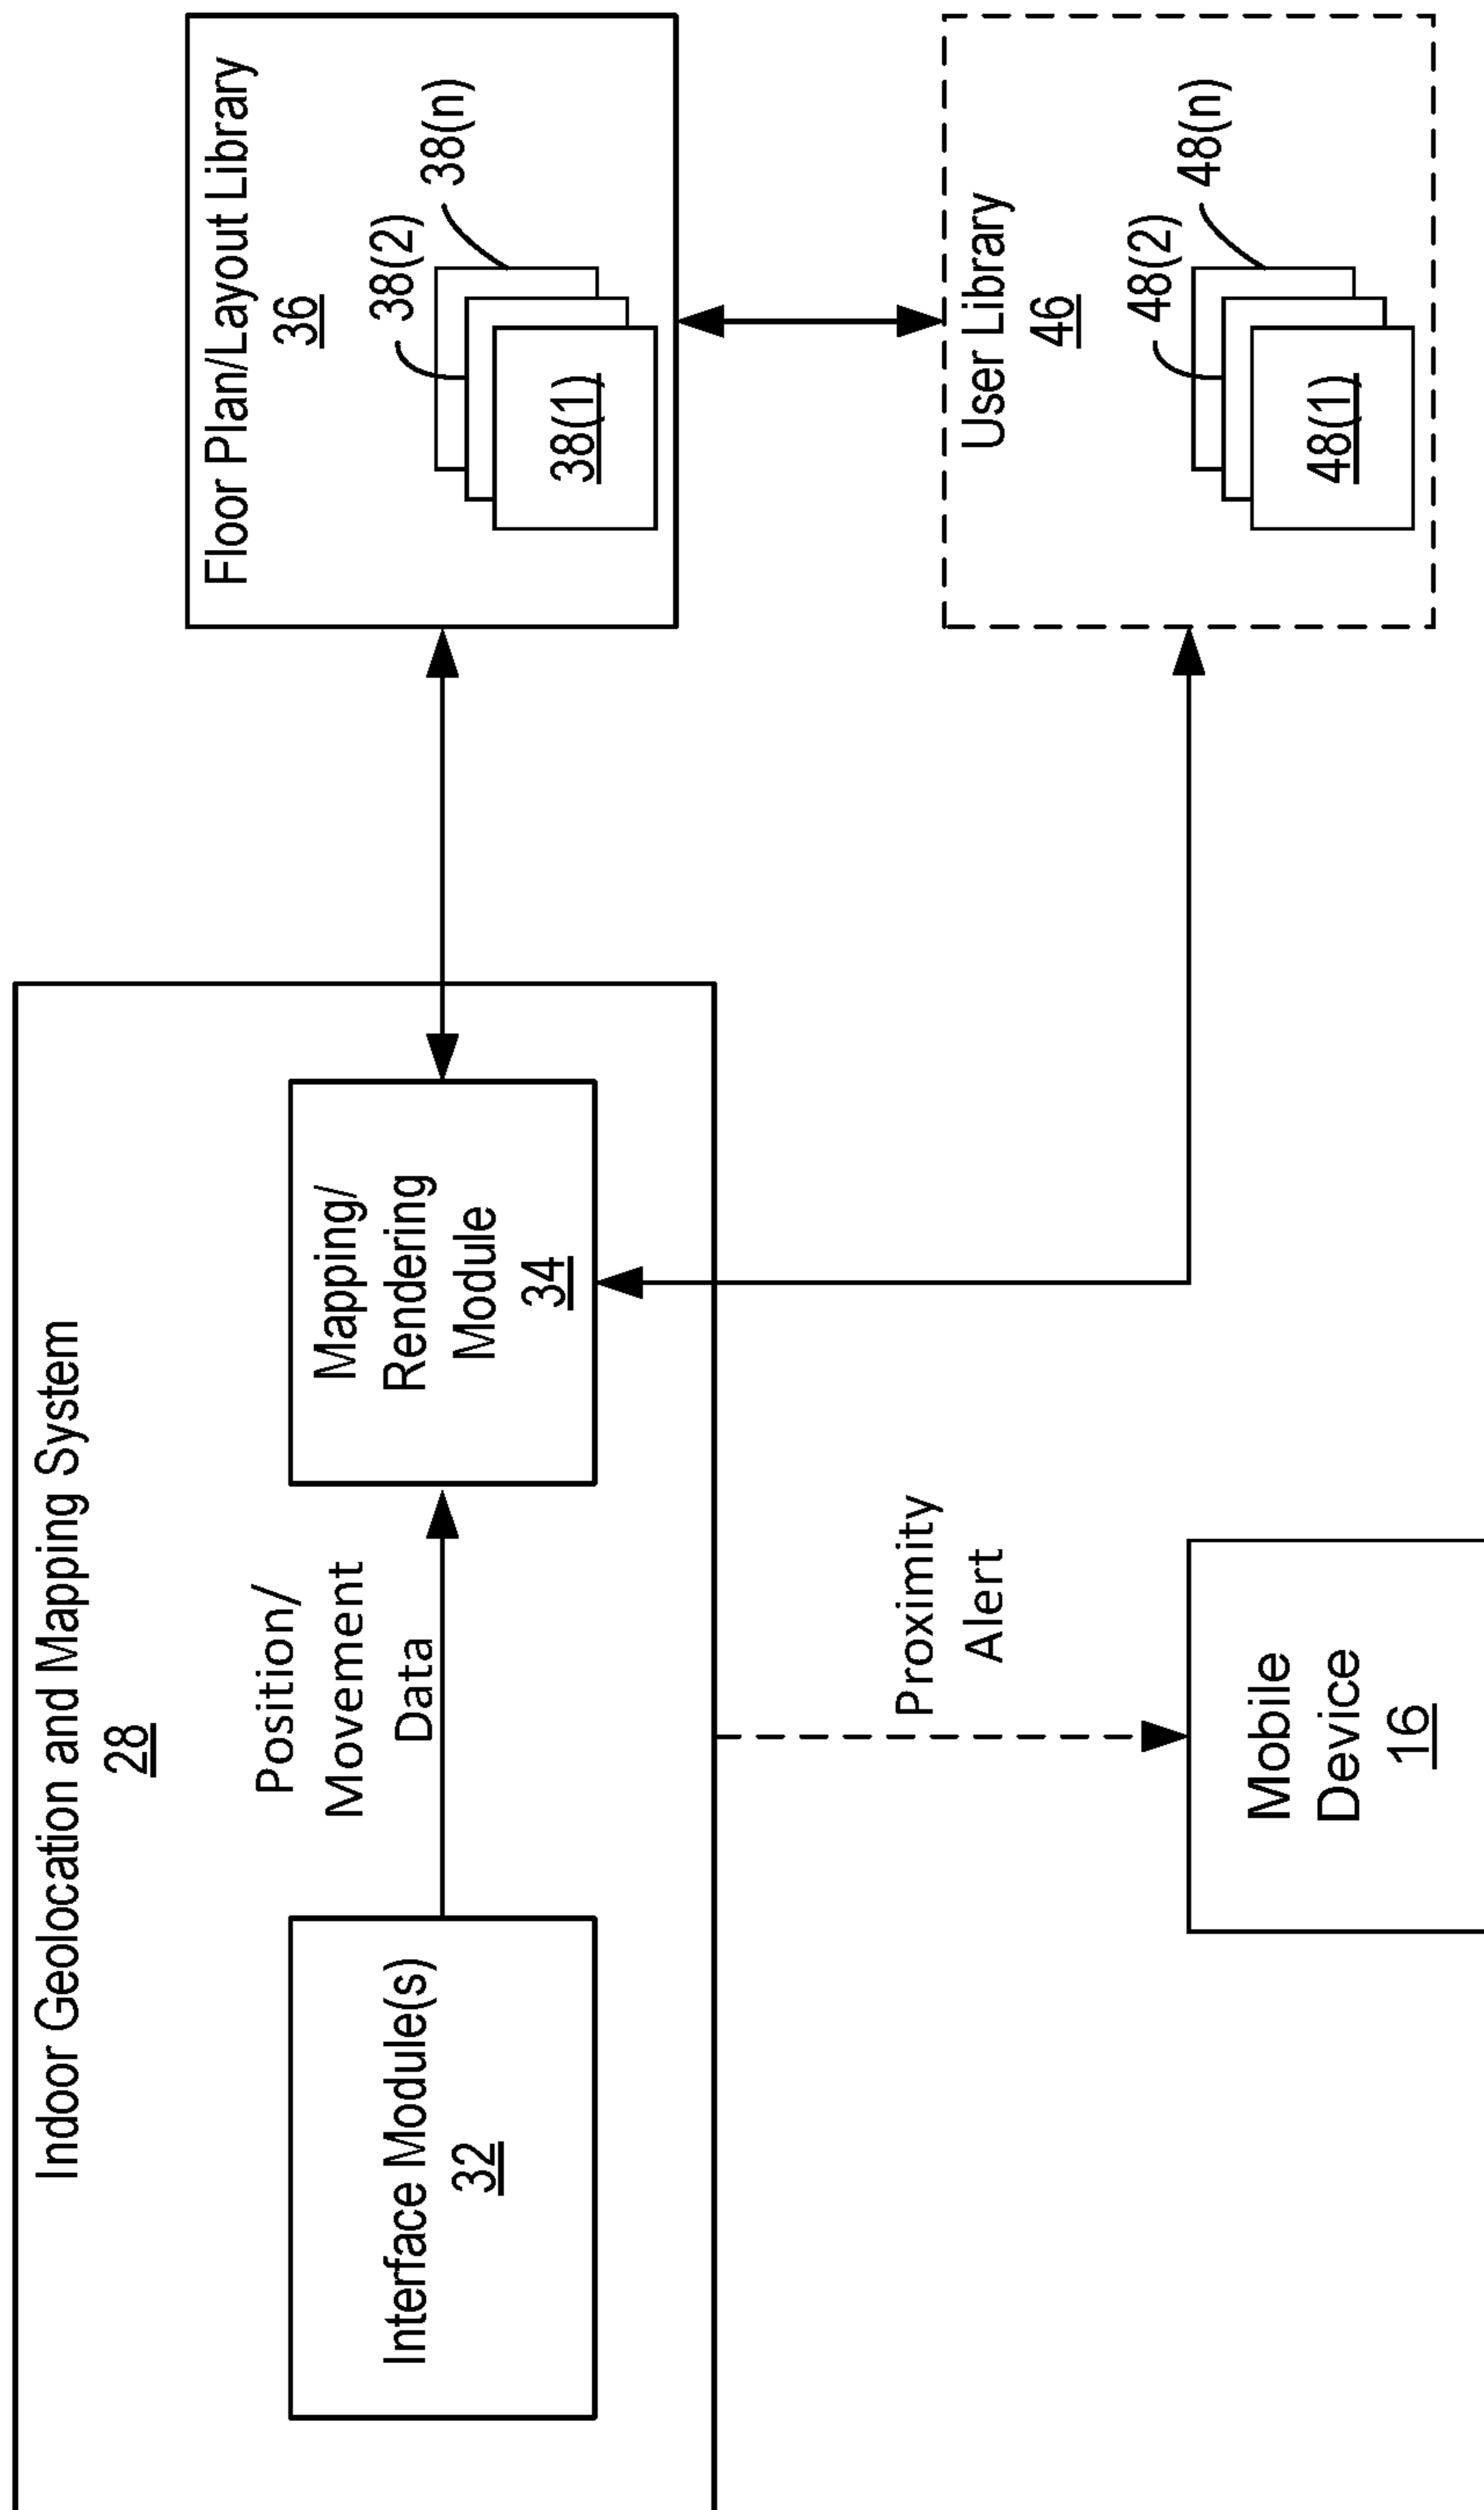 Indoor Geolocation and Mapping System
28
Interface Module(s)
32
Position/
Movement
Data
Mapping/
Rendering
Module
34
Floor Plan/Layout Library
36
38(1)
38(2)
38(n)
Proximity
Alert
Mobile
Device
16
User Library
46
48(1)
48(2)
48(n)